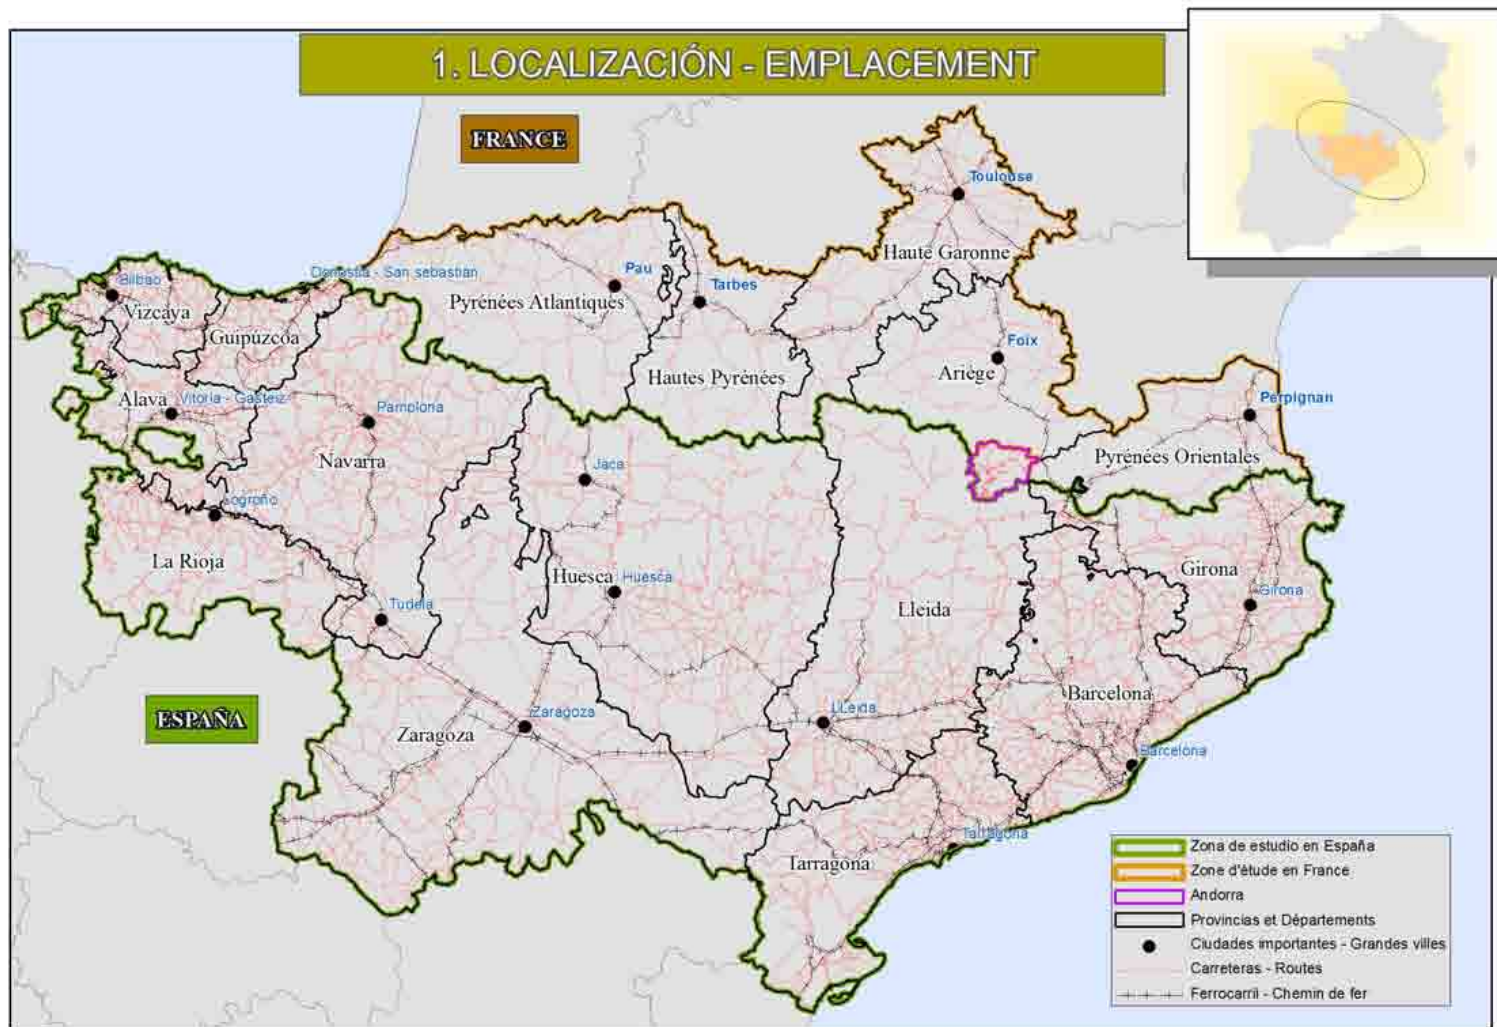 1. LOCALIZACIÓN - EMPLACEMENT
FRANCE
Toulouse
Haute Garonne
Donostia - San sebastian
Pau
Bilbao
Pyrénées Atlantiques
Tarbes
Vizcaya
Guipúzcoa
Foix
Ariége
Hautes Pyrénées
Alava
Vitoria - Gasteiz
Pamplona
Perpignan
Navarra
Pyrénées Orientales
Jaca
Logroño
La Rioja
Huesca
Huesca
Girona
Tudela
Lleida
Girona
Barcelona
ESPAÑA
Zaragoza
Zaragoza
LLeida
Barcelona
Tarragona
Tarragona
Zona de estudio en España
Zone d'étude en France
Andorra
Provincias et Départements
Ciudades importantes - Grandes villes
Carreteras - Routes
Ferrocarril - Chemin de fer